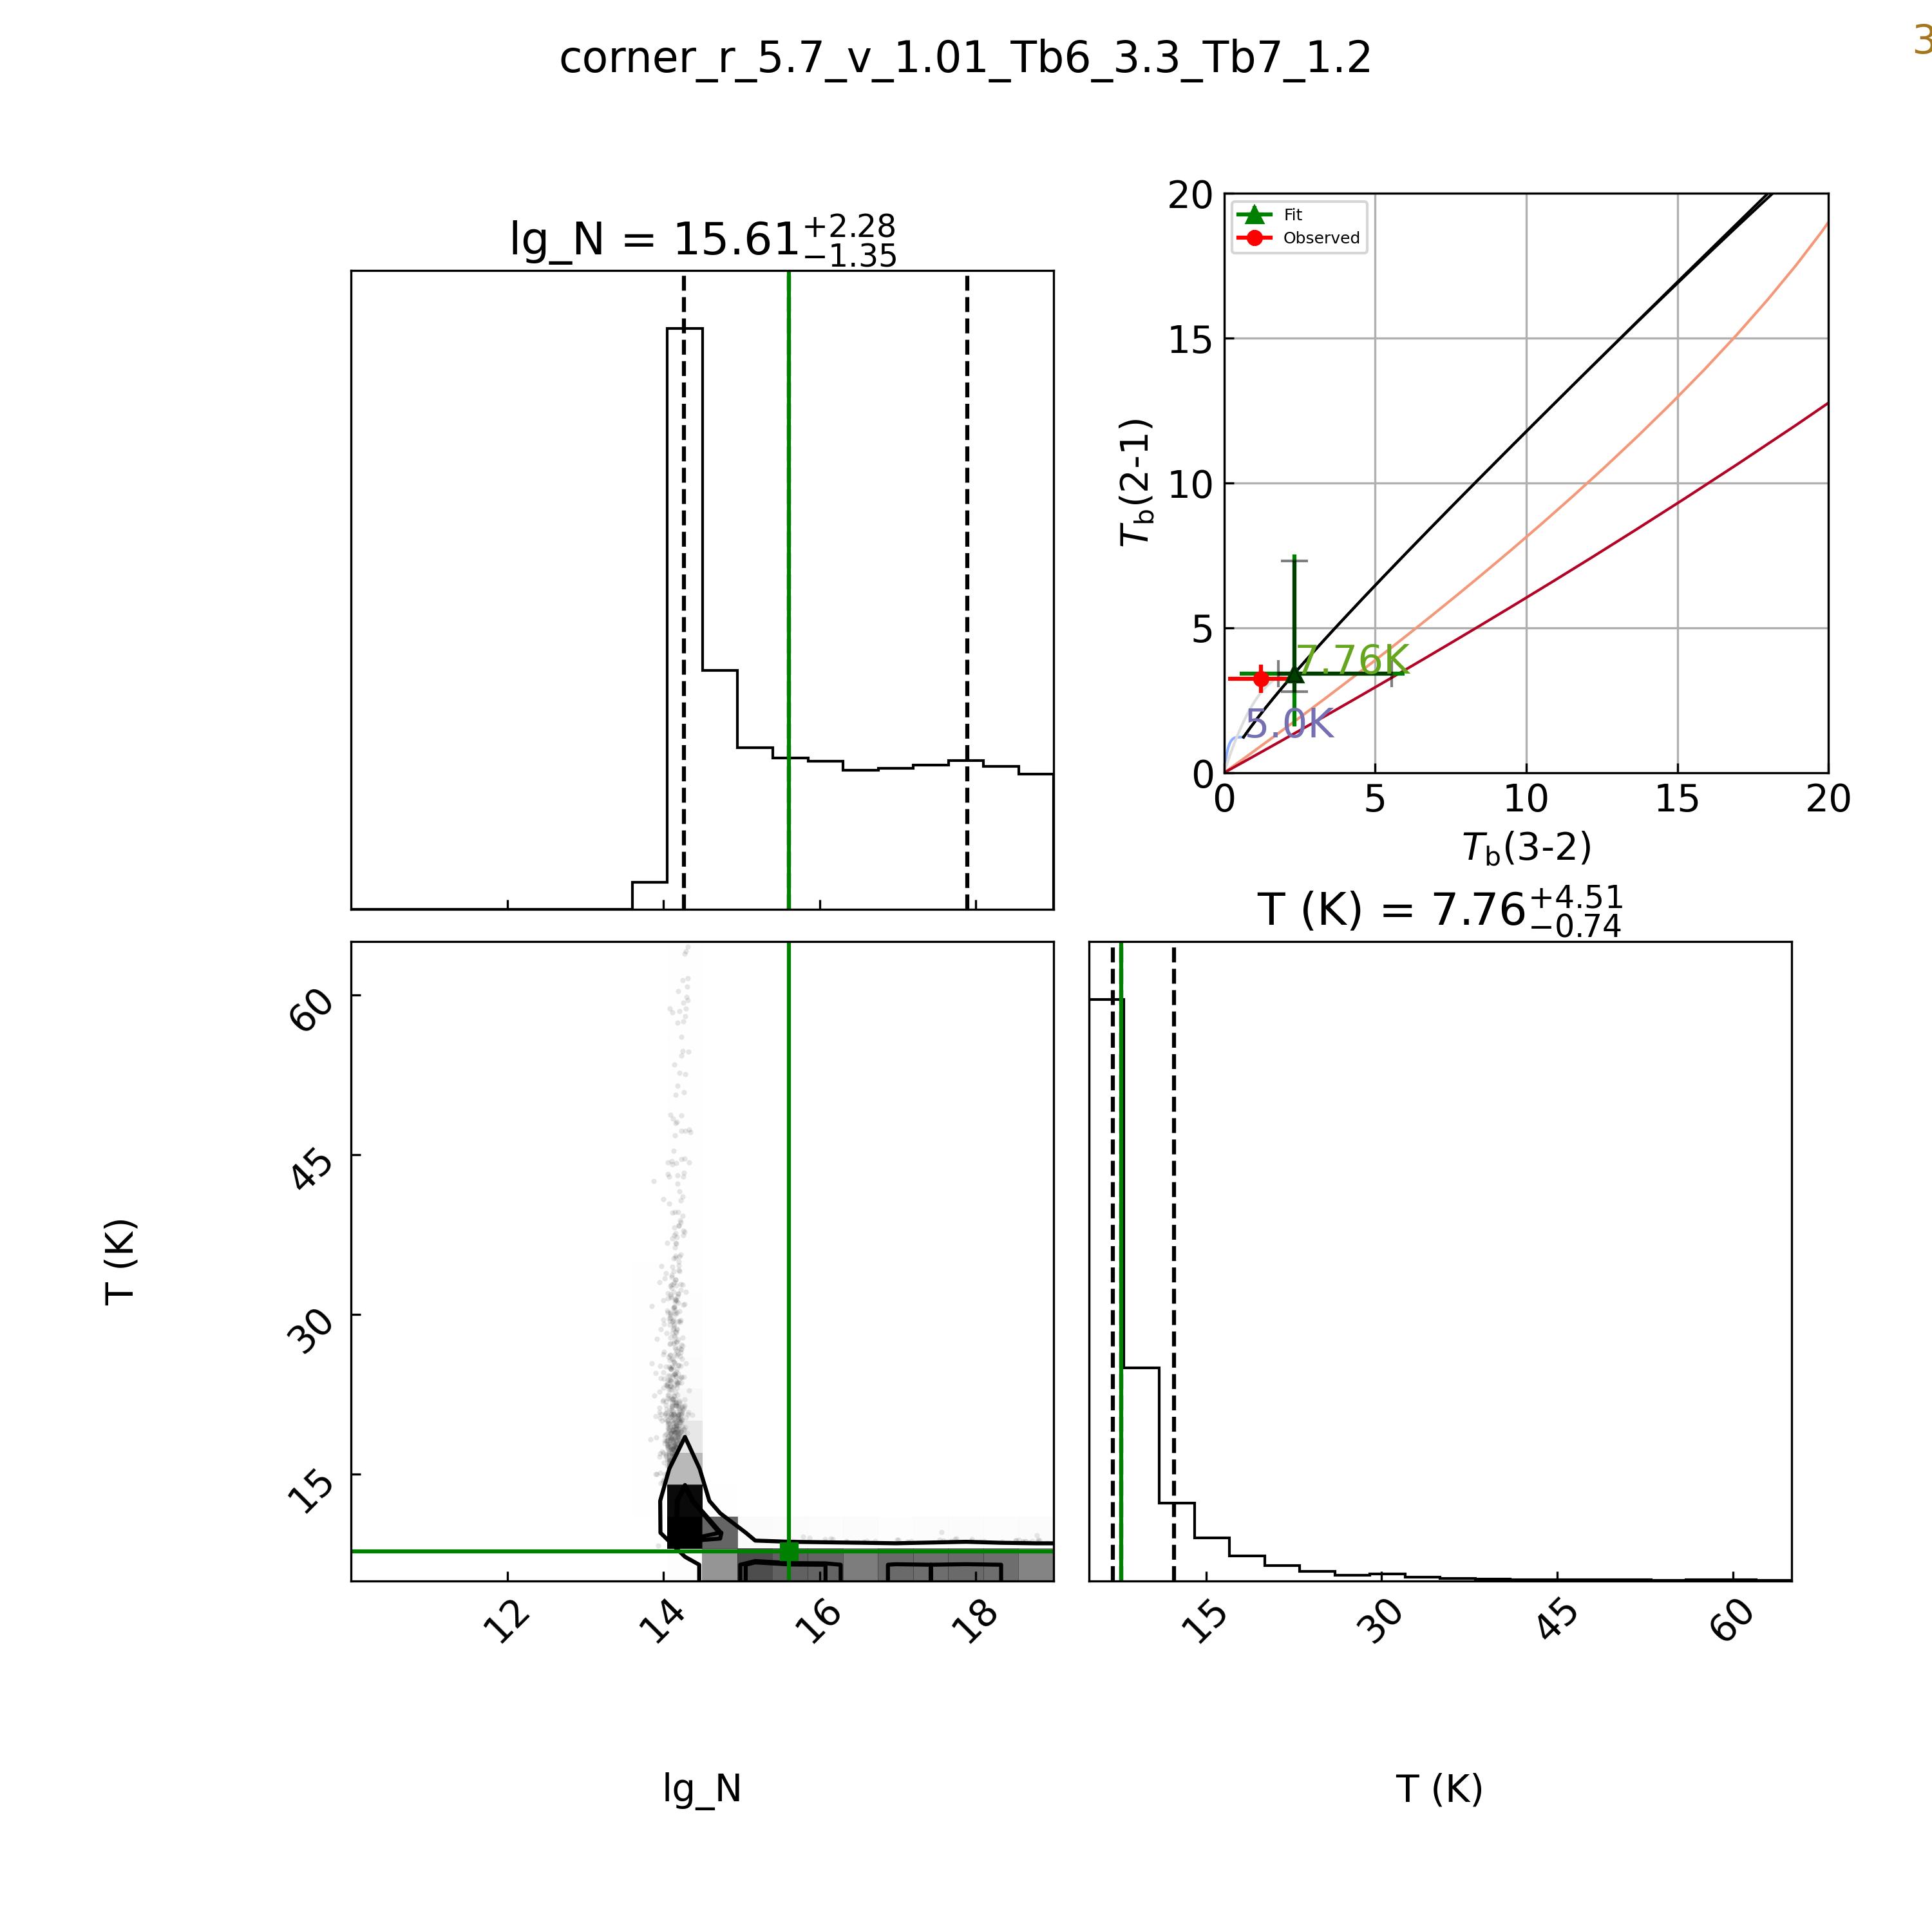 corner_r_5.7_v_1.01_Tb6_3.3_Tb7_1.2
3
lg_N = 15.61+2.28−1.35
20
15
10
5
0
Tb(2-1)
Fit
Observed
7.76K
5.0K
0 5 10 15 20
Tb(3-2)
T (K) = 7.76+4.51−0.74
60
45
30
15
T (K)
12 14 16 18
lg_N
15 30 45 60
T (K)